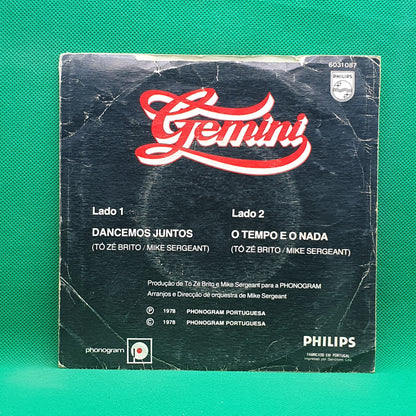 6031087
PHILIPS
Gemini
Lado 1
DANCEMOS JUNTOS
(TÓ ZÉ BRITO / MIKE SERGEANT)
Lado 2
O TEMPO E O NADA
(TÓ ZÉ BRITO / MIKE SERGEANT)
Produção de Tó Zé Brito e Mike Sergeant para a PHONOGRAM
Arranjos e Direcção de orquestra de Mike Sergeant
Ⓟ 1978 PHONOGRAM PORTUGUESA
© 1978 PHONOGRAM PORTUGUESA
phonogram p
PHILIPS
FABRICADO EM PORTUGAL